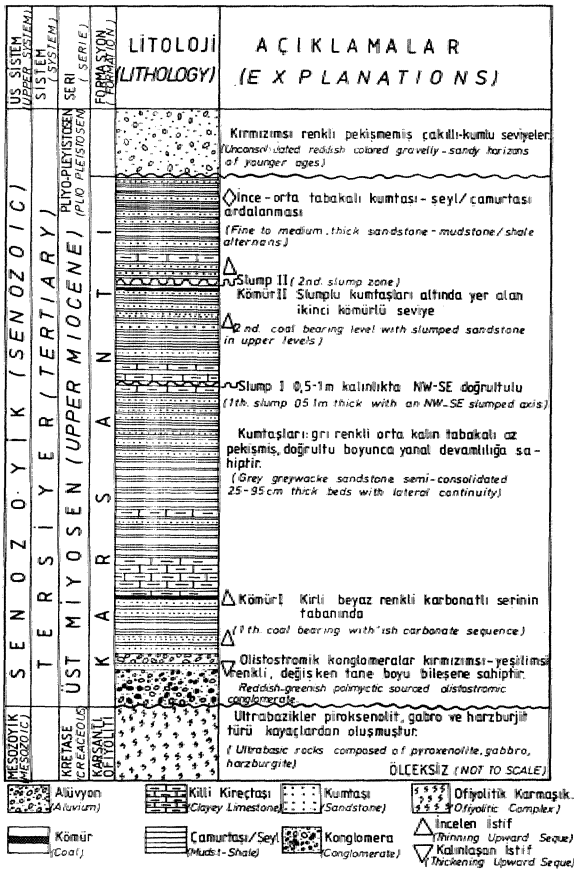 ÜS SİSTEM
(UPPER SYSTEM)
SİSTEM
(SYSTEM)
SERİ
(SERIE)
FORMASYON
(FORMATION)
LİTOLOJİ
(LITHOLOGY)
AÇIKLAMALAR
(EXPLANATIONS)
SENOZOYİK (SENOZOIC)
TERSİYER (TERTIARY)
PLİYO-PLEYİSTOSEN
(PLIO PLEISTOSEN)
ÜST MİYOSEN (UPPER MIOCENE)
KARSANTI
MESOZOYİK
(MESOZOIC)
KRETASE
(CREACEOUS)
KARSANTI
OFİYOLİTİ
Kırmızımsı renkli pekişmemiş çakıllı-kumlu seviyeler.
(Unconsolidated reddish colored gravelly-sandy horizons
of younger ages)
İnce-orta tabakalı kumtaşı-şeyl/çamurtaşı
ardalanması
(Fine to medium, thick sandstone-mudstone/shale
alternans)
Slump II (2nd. slump zone)
Kömür II Slumplu kumtaşları altında yer alan
ikinci kömürlü seviye
2nd. coal bearing level with slumped sandstone
in upper levels)
Slump I 0,5-1m kalınlıkta NW-SE doğrultulu
(1th. slump 05 1m thick with an NW-SE slumped axis)
Kumtaşları: gri renkli orta kalın tabakalı az
pekişmiş, doğrultu boyunca yanal devamlılığa sa-
hiptir.
(Grey greywacke sandstone semi-consolidated
25-95cm thick beds with lateral continuity)
Kömür I Kirli beyaz renkli karbonatlı serinin
tabanında
(1th. coal bearing with'ish carbonate sequence)
Olistostromik konglomeralar kırmızımsı-yeşilimsi
renkli, değişken tane boyu bileşene sahiptir.
Reddish-greenish polimyctic sourced olistostromic
conglomerate)
Ultrabazikler piroksenolit, gabro ve harzburjit
türü kayaçlardan oluşmuştur.
(Ultrabasic rocks composed of pyroxenolite, gabbro,
harzburgite)
ÖLÇEKSİZ (NOT TO SCALE)
Alüvyon
(Aluvium)
Killi Kireçtaşı
(Clayey Limestone)
Kumtaşı
(Sandstone)
Ofiyolitik Karmaşık
(Ofiyolitic Complex)
Kömür
(Coal)
Çamurtaşı/Şeyl
(Mudst-Shale)
Konglomera
(Conglomerate)
İncelen İstif
(Thinning Upward Seque)
Kalınlaşan İstif
(Thickening Upward Seque)